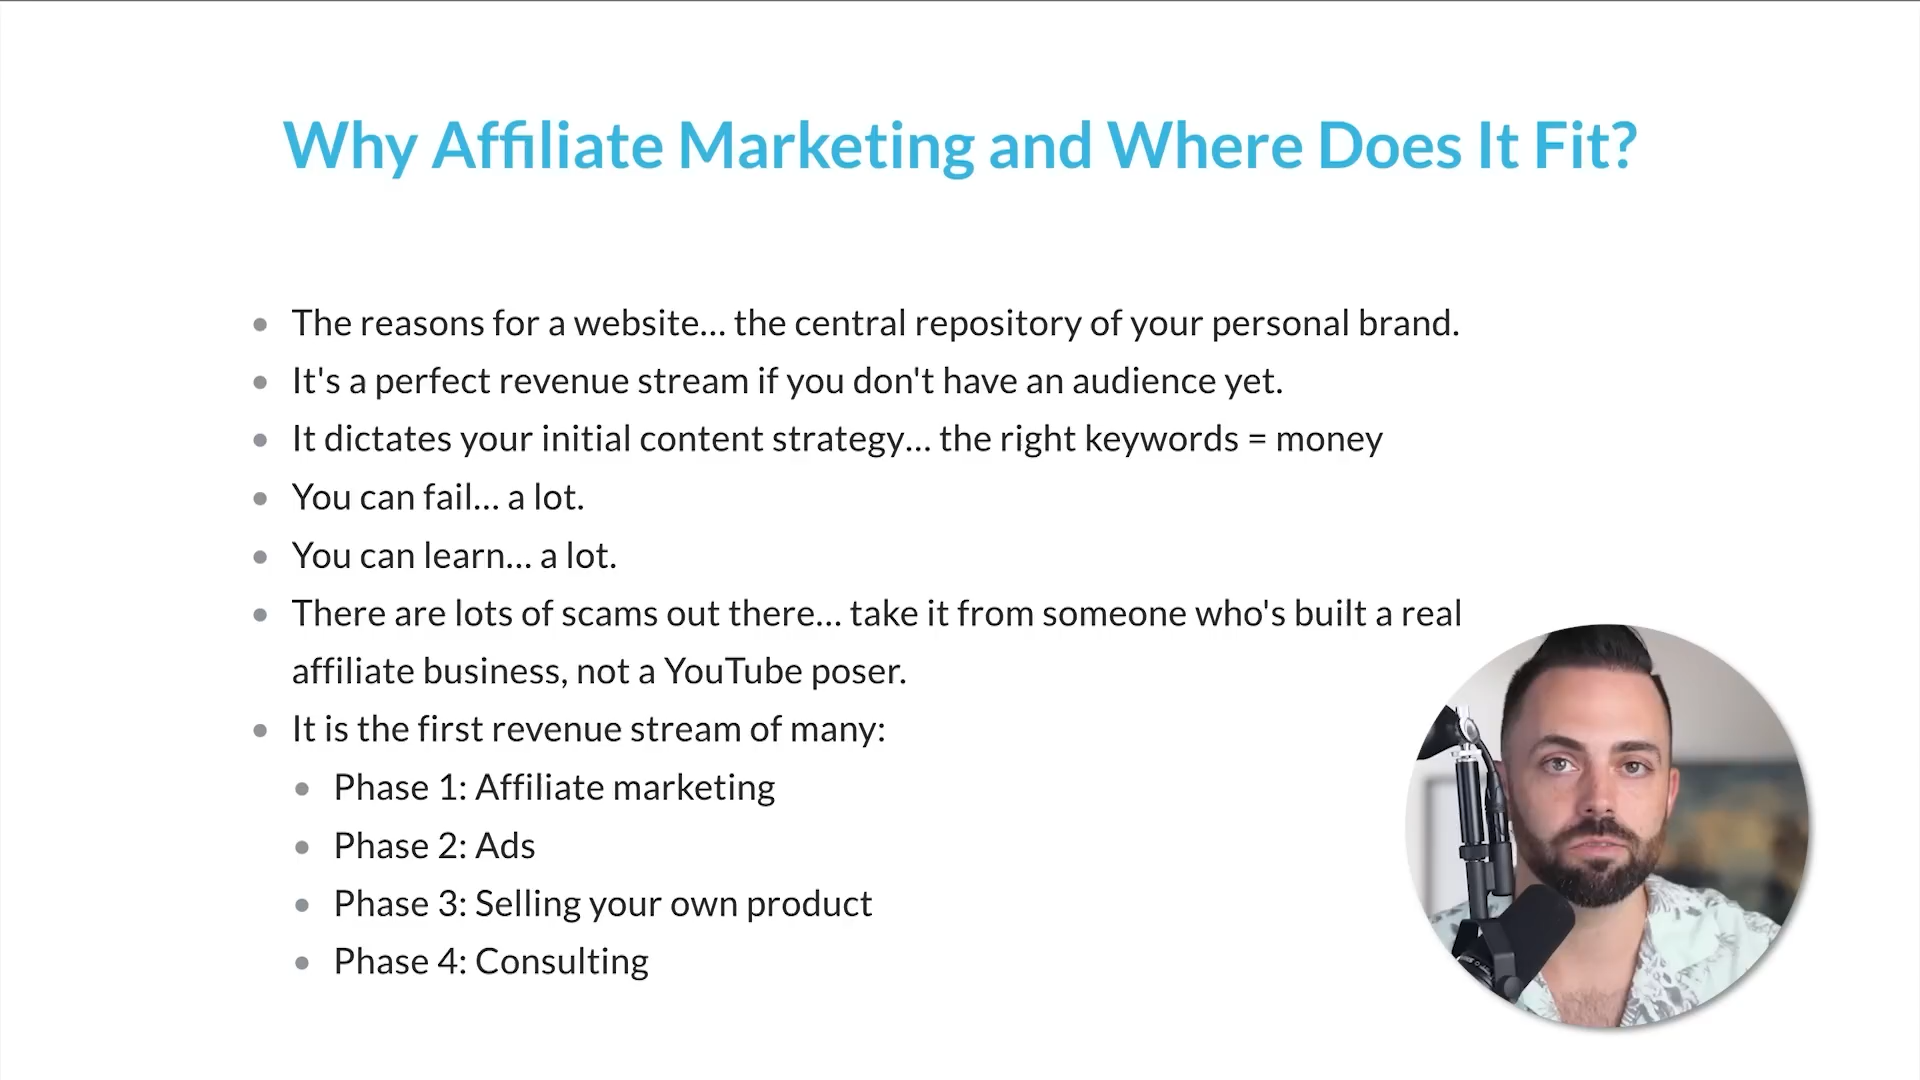 Why Affiliate Marketing and Where Does It Fit?
• The reasons for a website... the central repository of your personal brand.
• It's a perfect revenue stream if you don't have an audience yet.
• It dictates your initial content strategy... the right keywords = money
• You can fail... a lot.
• You can learn... a lot.
• There are lots of scams out there... take it from someone who's built a real
affiliate business, not a YouTube poser.
• It is the first revenue stream of many:
• Phase 1: Affiliate marketing
• Phase 2: Ads
• Phase 3: Selling your own product
• Phase 4: Consulting